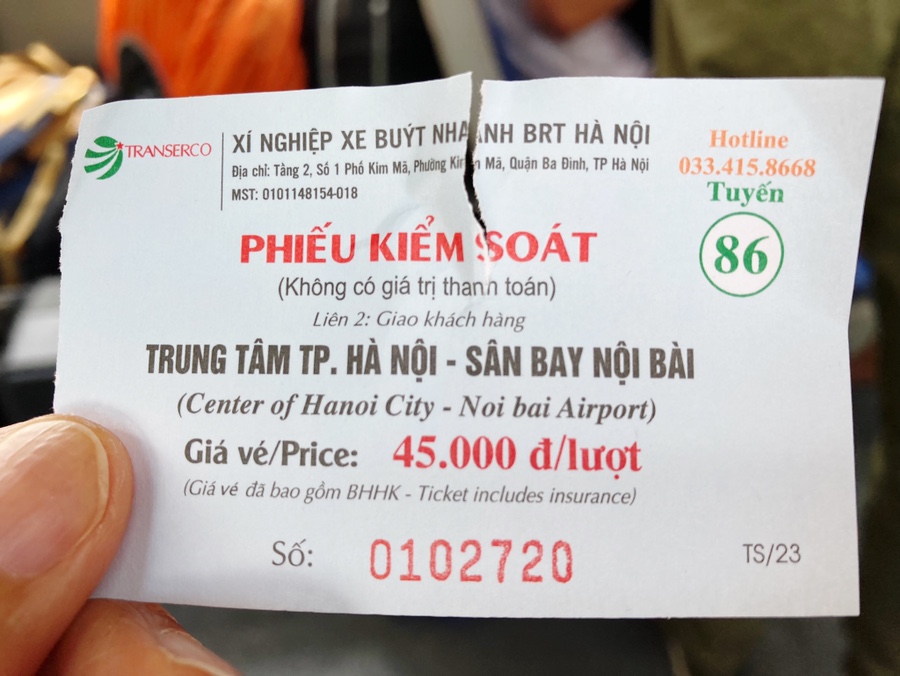 TRANSERCO
XÍ NGHIỆP XE BUÝT NHANH BRT HÀ NỘI
Địa chỉ: Tầng 2, Số 1 Phố Kim Mã, Phường Kim Mã, Quận Ba Đình, TP Hà Nội
MST: 0101148154-018
Hotline
033.415.8668
Tuyến
86
PHIẾU KIỂM SOÁT
(Không có giá trị thanh toán)
Liên 2: Giao khách hàng
TRUNG TÂM TP. HÀ NỘI - SÂN BAY NỘI BÀI
(Center of Hanoi City - Noi bai Airport)
Giá vé/Price: 45.000 đ/lượt
(Giá vé đã bao gồm BHHK - Ticket includes insurance)
Số: 0102720
TS/23